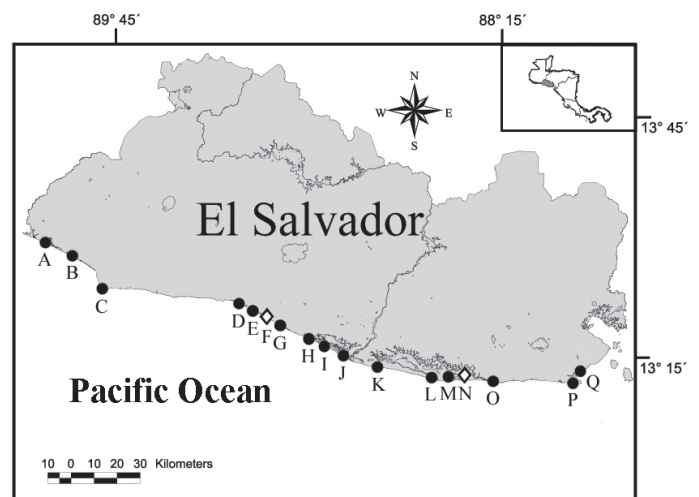 89° 45´ 88° 15´
13° 45´
N
W E
S
El Salvador
A
B
C
D
E
F
G
H
I
J
K
L
M
N
O
P
Q
13° 15´
Pacific Ocean
10 0 10 20 30 Kilometers